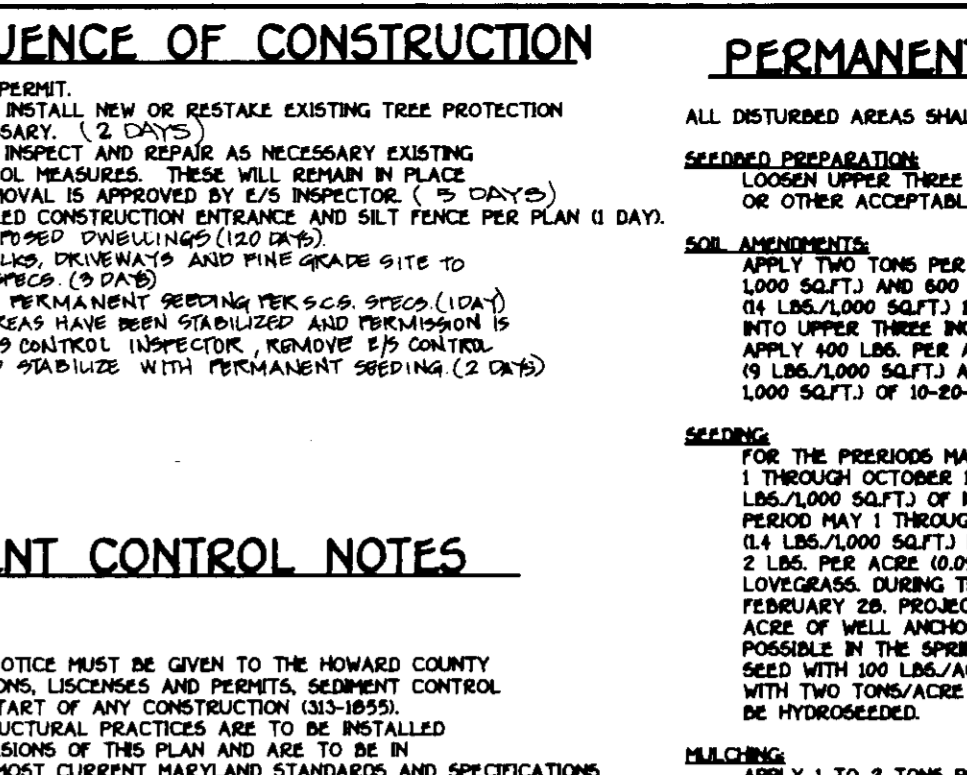 UENCE OF CONSTRUCTION
PERMIT.
INSTALL NEW OR RESTAKE EXISTING TREE PROTECTION
SARY. (2 DAYS)
INSPECT AND REPAIR AS NECESSARY EXISTING
OL MEASURES. THESE WILL REMAIN IN PLACE
MOVAL IS APPROVED BY E/S INSPECTOR. (5 DAYS)
ED CONSTRUCTION ENTRANCE AND SILT FENCE PER PLAN (1 DAY).
POSED DWELLINGS (120 DAYS).
LKS, DRIVEWAYS AND FINE GRADE SITE TO
SPECS. (3 DAYS)
PERMANENT SEEDING PER S.C.S. SPECS. (1 DAY)
REAS HAVE BEEN STABILIZED AND PERMISSION IS
S CONTROL INSPECTOR, REMOVE E/S CONTROL
STABILIZE WITH PERMANENT SEEDING. (2 DAYS)
ENT CONTROL NOTES
OTICE MUST BE GIVEN TO THE HOWARD COUNTY
ONS, LISCENSES AND PERMITS, SEDIMENT CONTROL
TART OF ANY CONSTRUCTION (313-1855).
UCTURAL PRACTICES ARE TO BE INSTALLED
SIONS OF THIS PLAN AND ARE TO BE IN
MOST CURRENT MARYLAND STANDARDS AND SPECIFICATIONS
PERMANENT
ALL DISTURBED AREAS SHAL
SEEDBED PREPARATION:
LOOSEN UPPER THREE
OR OTHER ACCEPTABL
SOIL AMENDMENTS:
APPLY TWO TONS PER
1,000 SQ.FT.) AND 600
(14 LBS./1,000 SQ.FT.)
INTO UPPER THREE INC
APPLY 400 LBS. PER A
(9 LBS./1,000 SQ.FT.) A
1,000 SQ.FT.) OF 10-20-
SEEDING:
FOR THE PRERIODS MA
1 THROUGH OCTOBER 1
LBS./1,000 SQ.FT.) OF
PERIOD MAY 1 THROUG
(1.4 LBS./1,000 SQ.FT.)
2 LBS. PER ACRE (0.0
LOVEGRASS. DURING T
FEBRUARY 28. PROJEC
ACRE OF WELL ANCHO
POSSIBLE IN THE SPRI
SEED WITH 100 LBS./A
WITH TWO TONS/ACRE
BE HYDROSEEDED.
MULCHING:
APPLY 1 TO 2 TONS P